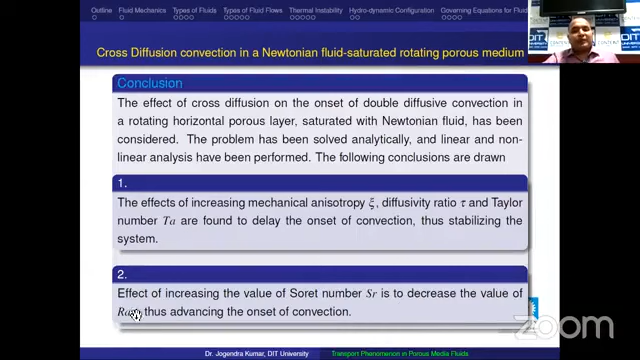 Outline Fluid Mechanics Types of Fluids Types of Fluid Flows Thermal Instability Hydro-dynamic Configuration Governing Equations for Fluid
Cross Diffusion convection in a Newtonian fluid-saturated rotating porous medium
Conclusion
The effect of cross diffusion on the onset of double diffusive convection in
a rotating horizontal porous layer, saturated with Newtonian fluid, has been
considered. The problem has been solved analytically, and linear and non-
linear analysis have been performed. The following conclusions are drawn
1.
The effects of increasing mechanical anisotropy ξ, diffusivity ratio τ and Taylor
number Ta are found to delay the onset of convection, thus stabilizing the
system.
2.
Effect of increasing the value of Soret number Sr is to decrease the value of
thus advancing the onset of convection.
zoom
Dr. Jogendra Kumar, DIT University Transport Phenomenon in Porous Media Fluids